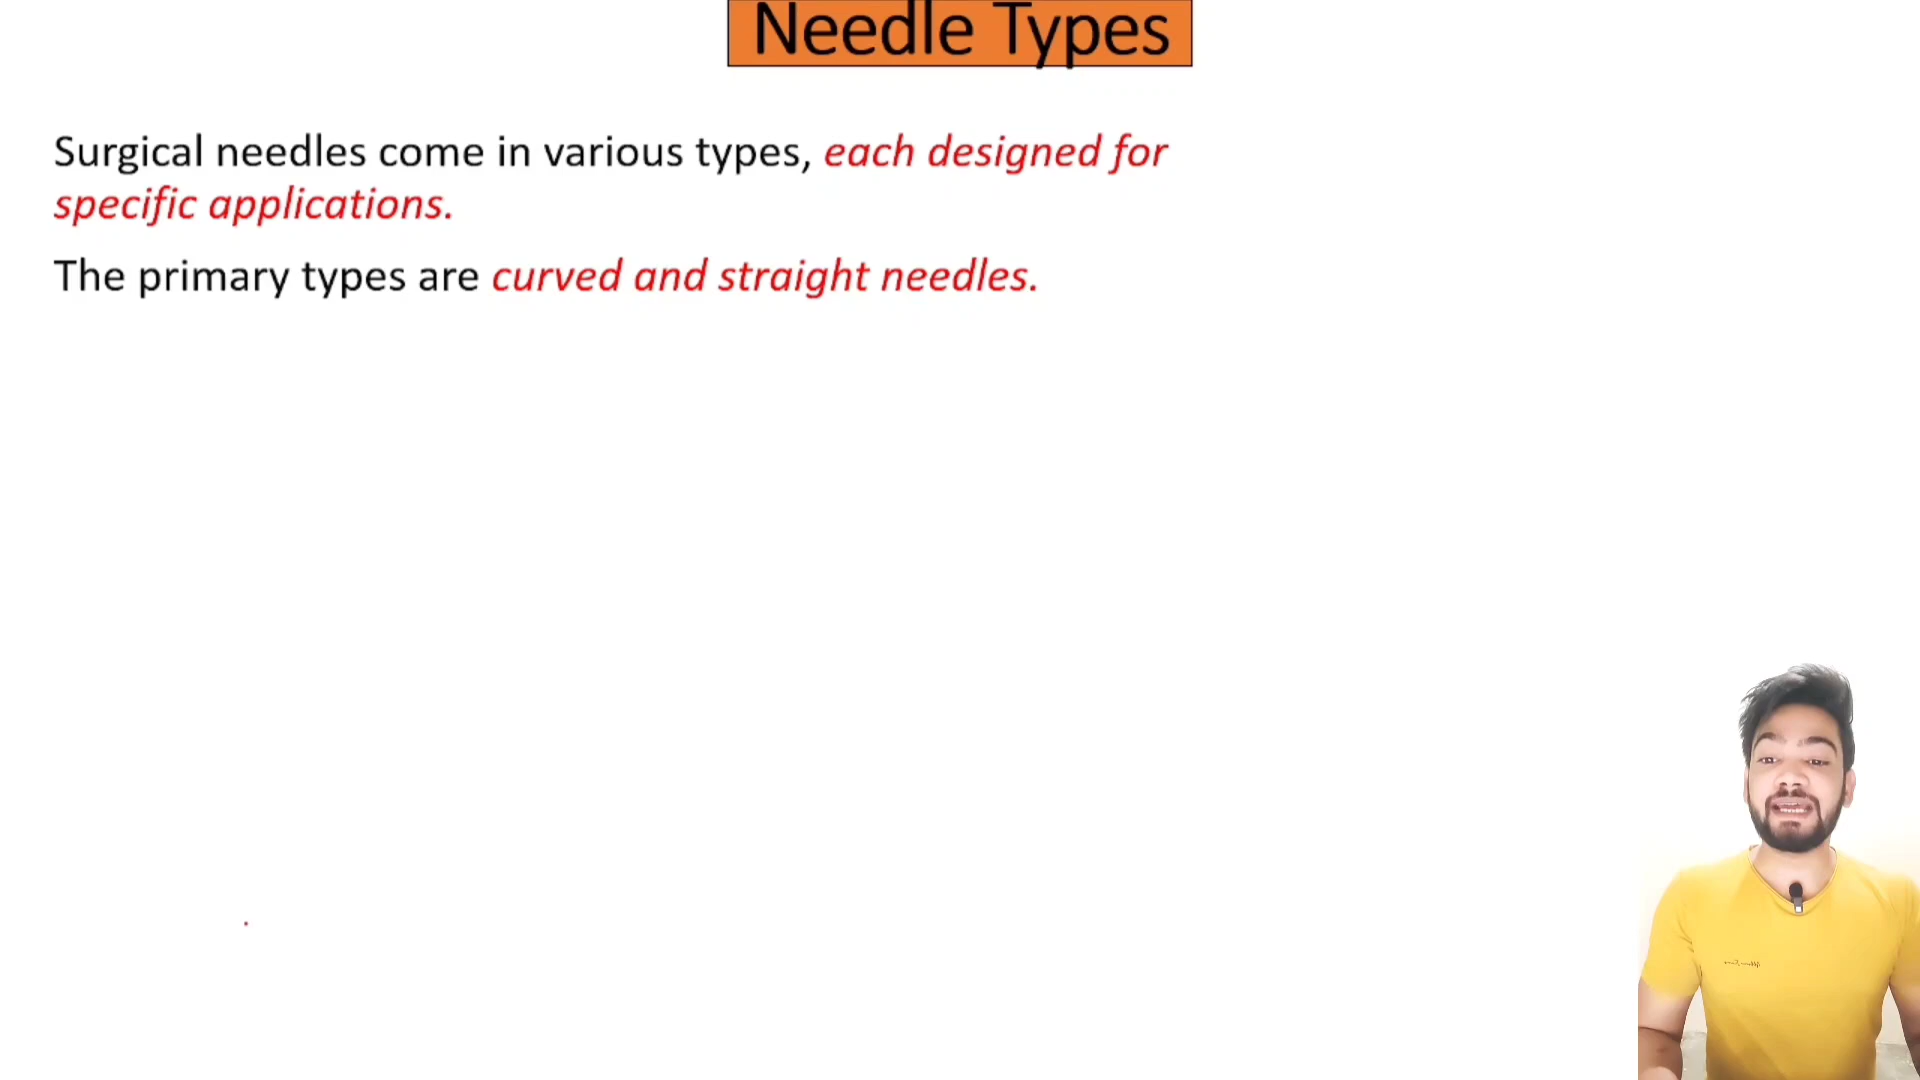 Needle Types
Surgical needles come in various types, each designed for
specific applications.
The primary types are curved and straight needles.